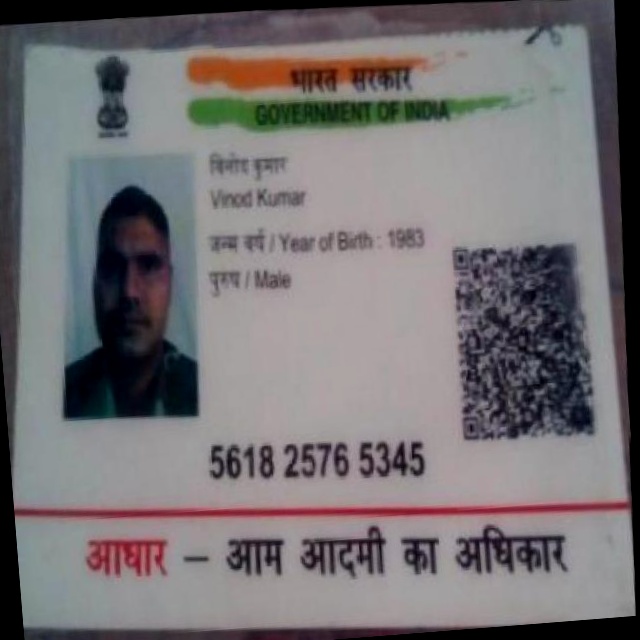 भारत सरकार
GOVERNMENT OF INDIA
विनोद कुमार
Vinod Kumar
जन्म वर्ष / Year of Birth : 1983
पुरुष / Male
5618 2576 5345
आधार – आम आदमी का अधिकार